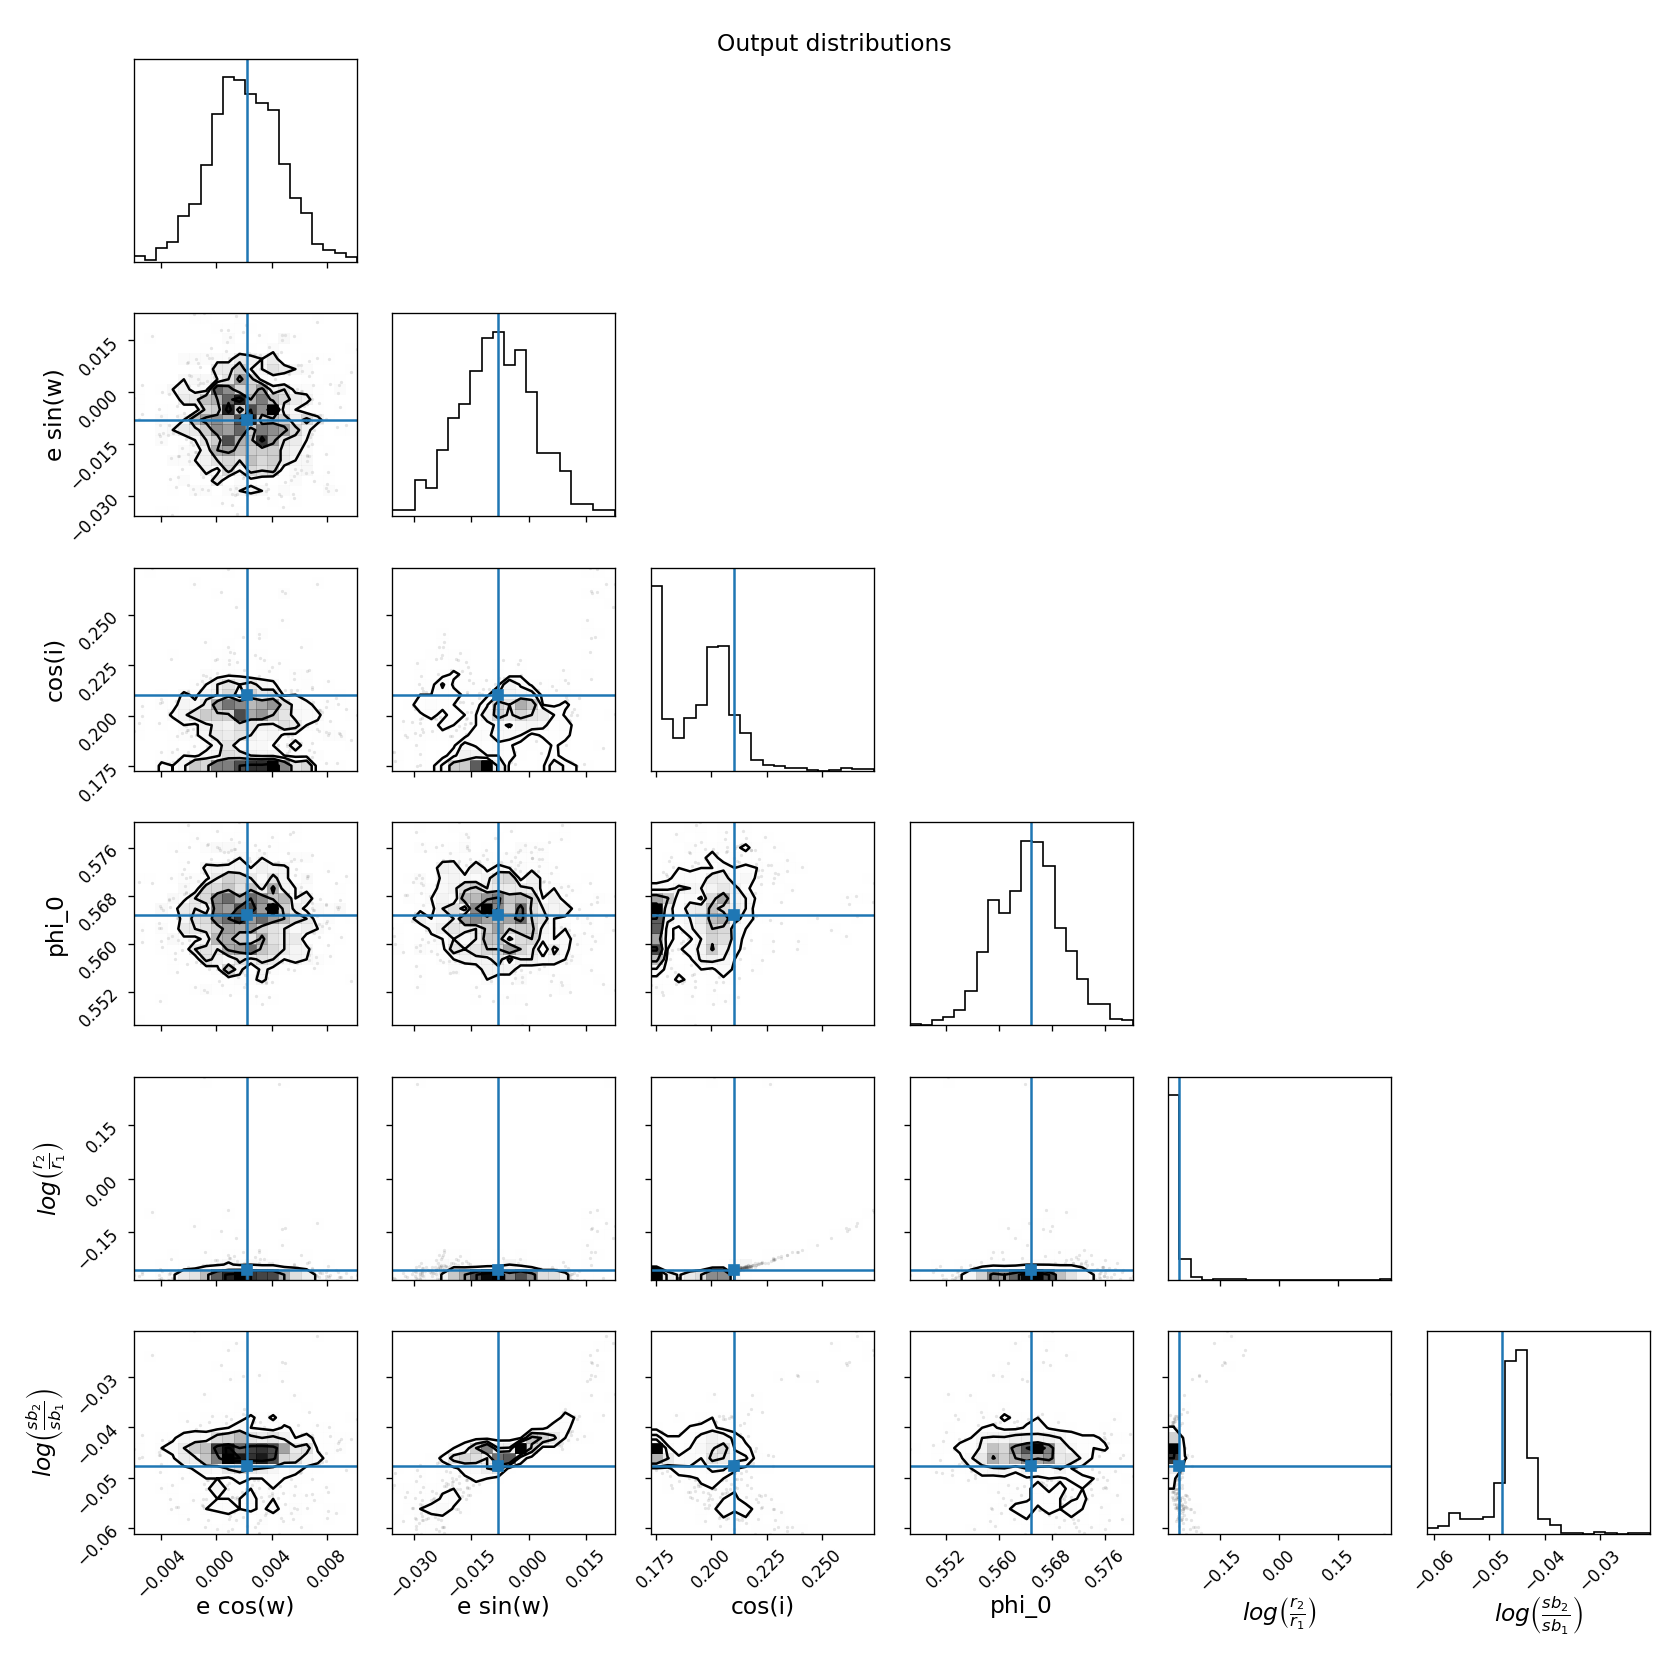 Output distributions
e sin(w)
0.015
0.000
−0.015
−0.030
cos(i)
0.250
0.225
0.200
0.175
phi_0
0.576
0.568
0.560
0.552
log(r₂/r₁)
0.15
0.00
−0.15
log(sb₂/sb₁)
−0.03
−0.04
−0.05
−0.06
−0.004 0.000 0.004 0.008
−0.030 −0.015 0.000 0.015
0.175 0.200 0.225 0.250
0.552 0.560 0.568 0.576
−0.15 0.00 0.15
−0.06 −0.05 −0.04 −0.03
e cos(w)
e sin(w)
cos(i)
phi_0
log(r₂/r₁)
log(sb₂/sb₁)